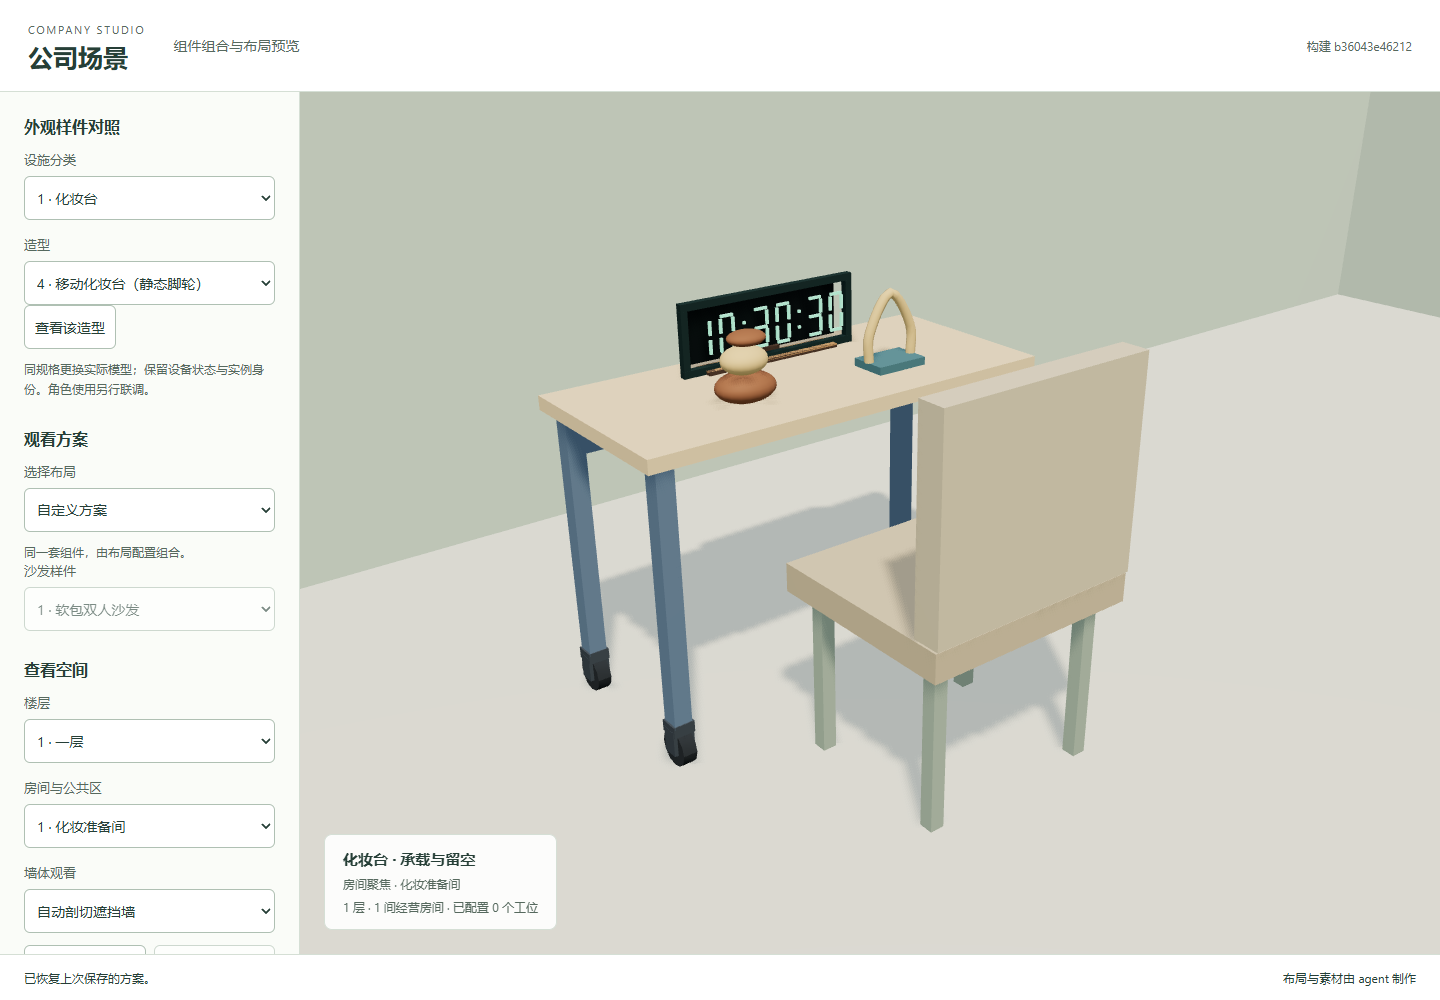 COMPANY STUDIO
公司场景
组件组合与布局预览
构建 b36043e46212
外观样件对照
设施分类
1 · 化妆台
造型
4 · 移动化妆台（静态脚轮）
查看该造型
同规格更换实际模型；保留设备状态与实例身
份。角色使用另行联调。
观看方案
选择布局
自定义方案
同一套组件，由布局配置组合。
沙发样件
1 · 软包双人沙发
查看空间
楼层
1 · 一层
房间与公共区
1 · 化妆准备间
墙体观看
自动剖切遮挡墙
10:30:30
化妆台 · 承载与留空
房间聚焦 · 化妆准备间
1 层 · 1 间经营房间 · 已配置 0 个工位
已恢复上次保存的方案。
布局与素材由 agent 制作